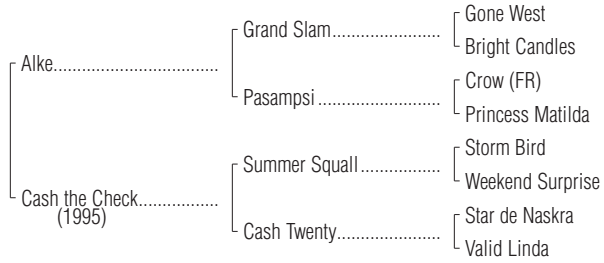 Gone West
Grand Slam
Bright Candles
Alke
Crow (FR)
Pasampsi
Princess Matilda
Storm Bird
Summer Squall
Weekend Surprise
Cash the Check
(1995)
Star de Naskra
Cash Twenty
Valid Linda